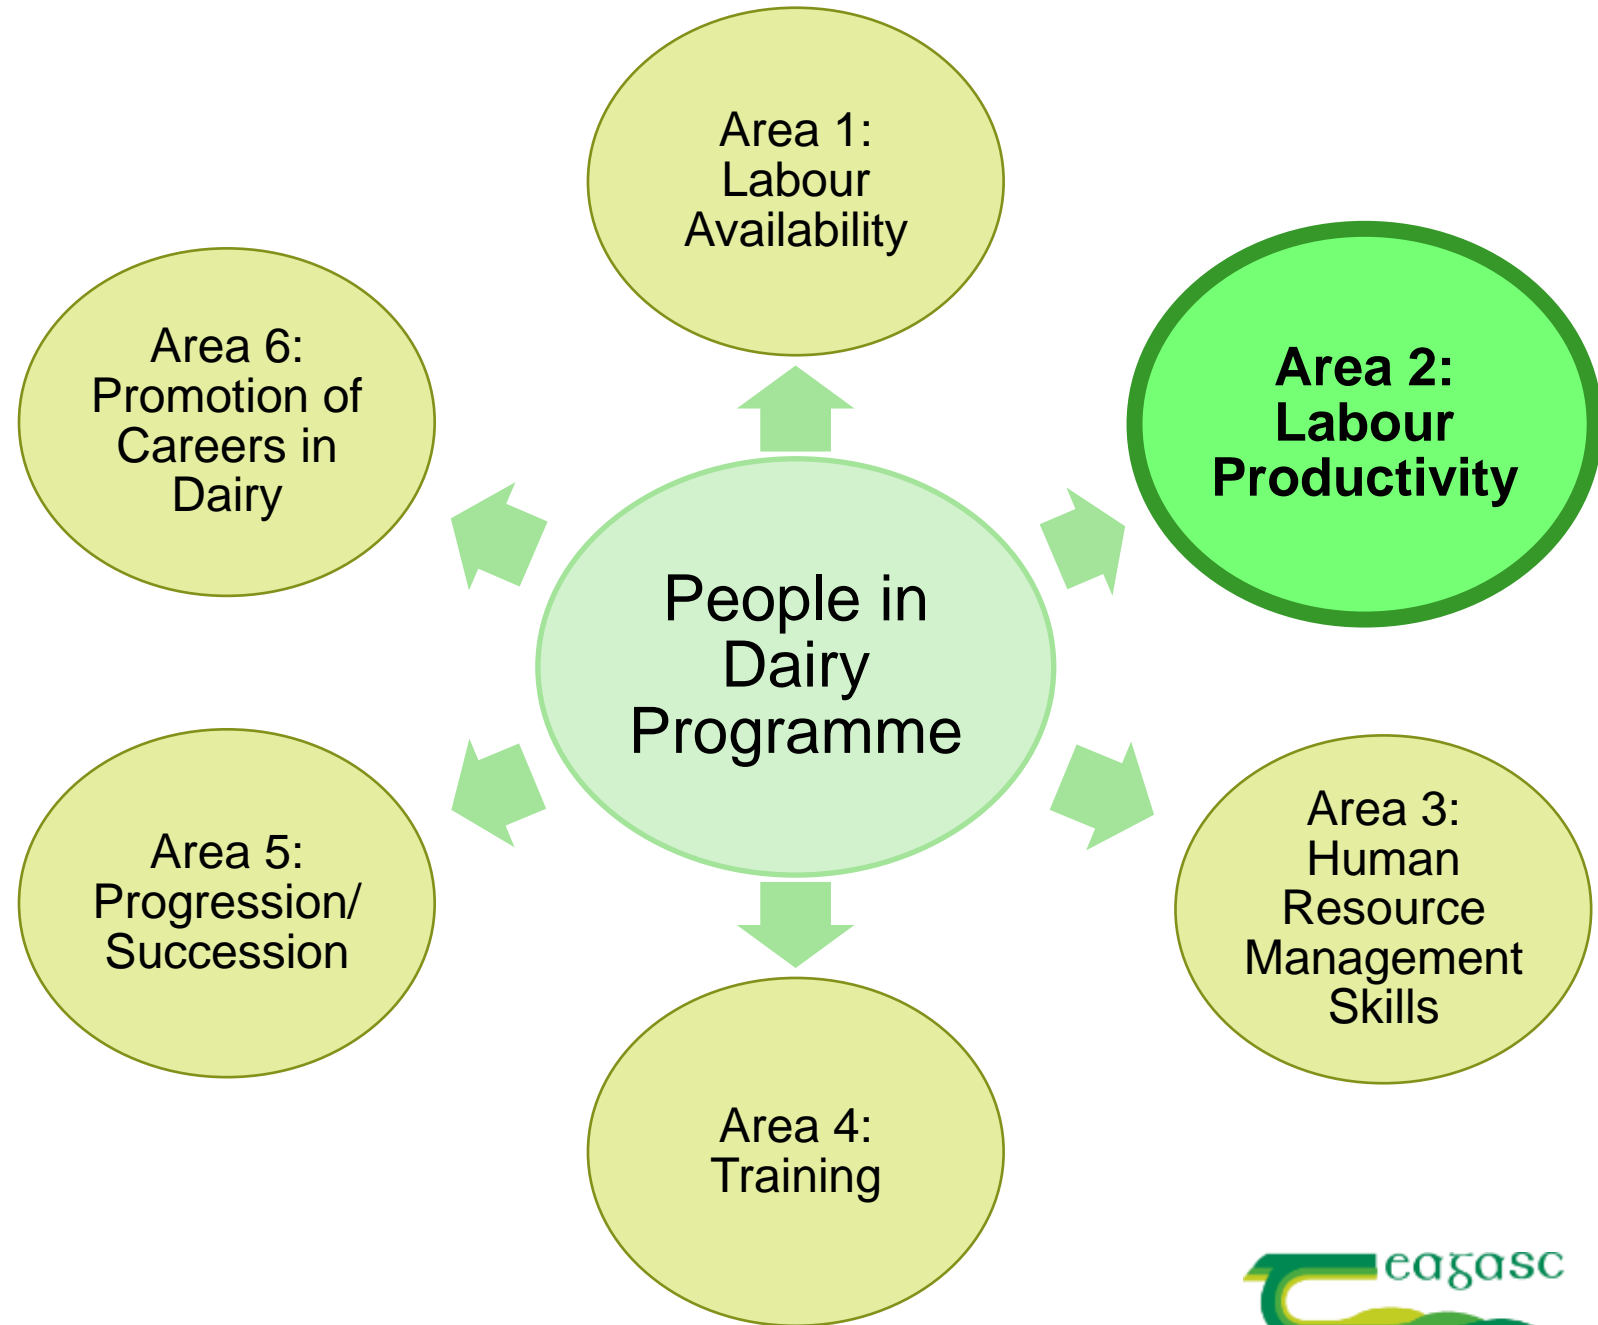 Area 1:
Labour
Availability
Area 2:
Labour
Productivity
Area 3:
Human
Resource
Management
Skills
Area 4:
Training
Area 5:
Progression/
Succession
Area 6:
Promotion of
Careers in
Dairy
People in
Dairy
Programme
Teagasc